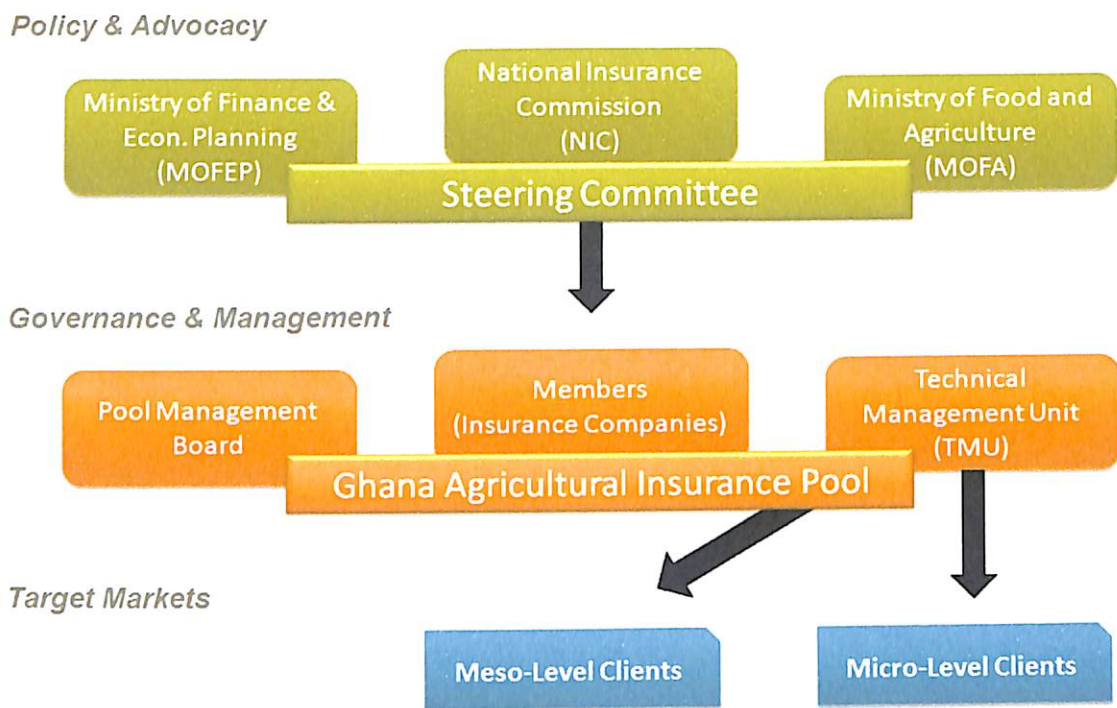 Policy & Advocacy
Ministry of Finance &
Econ. Planning
(MOFEP)
National Insurance
Commission
(NIC)
Ministry of Food and
Agriculture
(MOFA)
Steering Committee
Governance & Management
Pool Management
Board
Members
(Insurance Companies)
Technical
Management Unit
(TMU)
Ghana Agricultural Insurance Pool
Target Markets
Meso-Level Clients
Micro-Level Clients